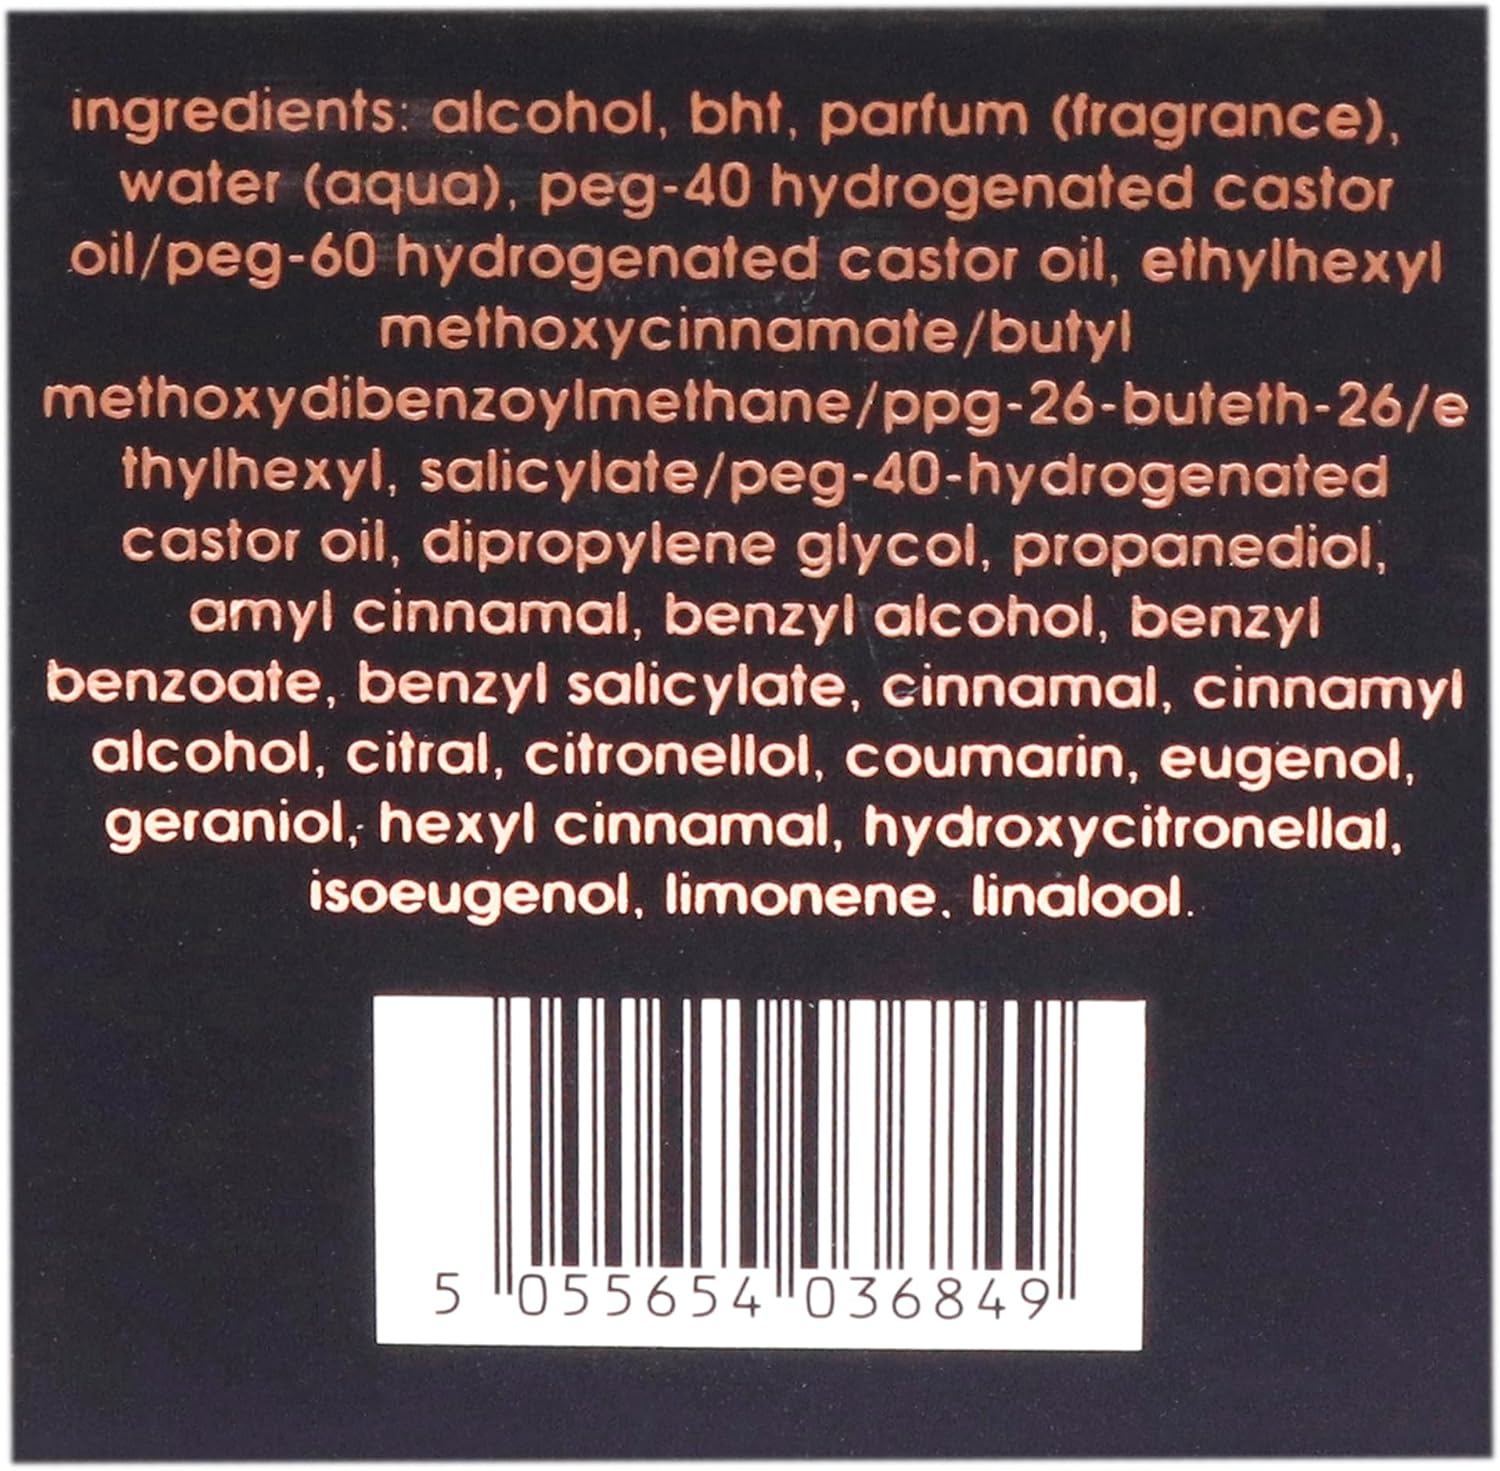 ingredients: alcohol, bht, parfum (fragrance),
water (aqua), peg-40 hydrogenated castor
oil/peg-60 hydrogenated castor oil, ethylhexyl
methoxycinnamate/butyl
methoxydibenzoylmethane/ppg-26-buteth-26/e
thylhexyl, salicylate/peg-40-hydrogenated
castor oil, dipropylene glycol, propanediol,
amyl cinnamal, benzyl alcohol, benzyl
benzoate, benzyl salicylate, cinnamal, cinnamyl
alcohol, citral, citronellol, coumarin, eugenol,
geraniol, hexyl cinnamal, hydroxycitronellal,
isoeugenol, limonene. linalool.
5 055654 036849